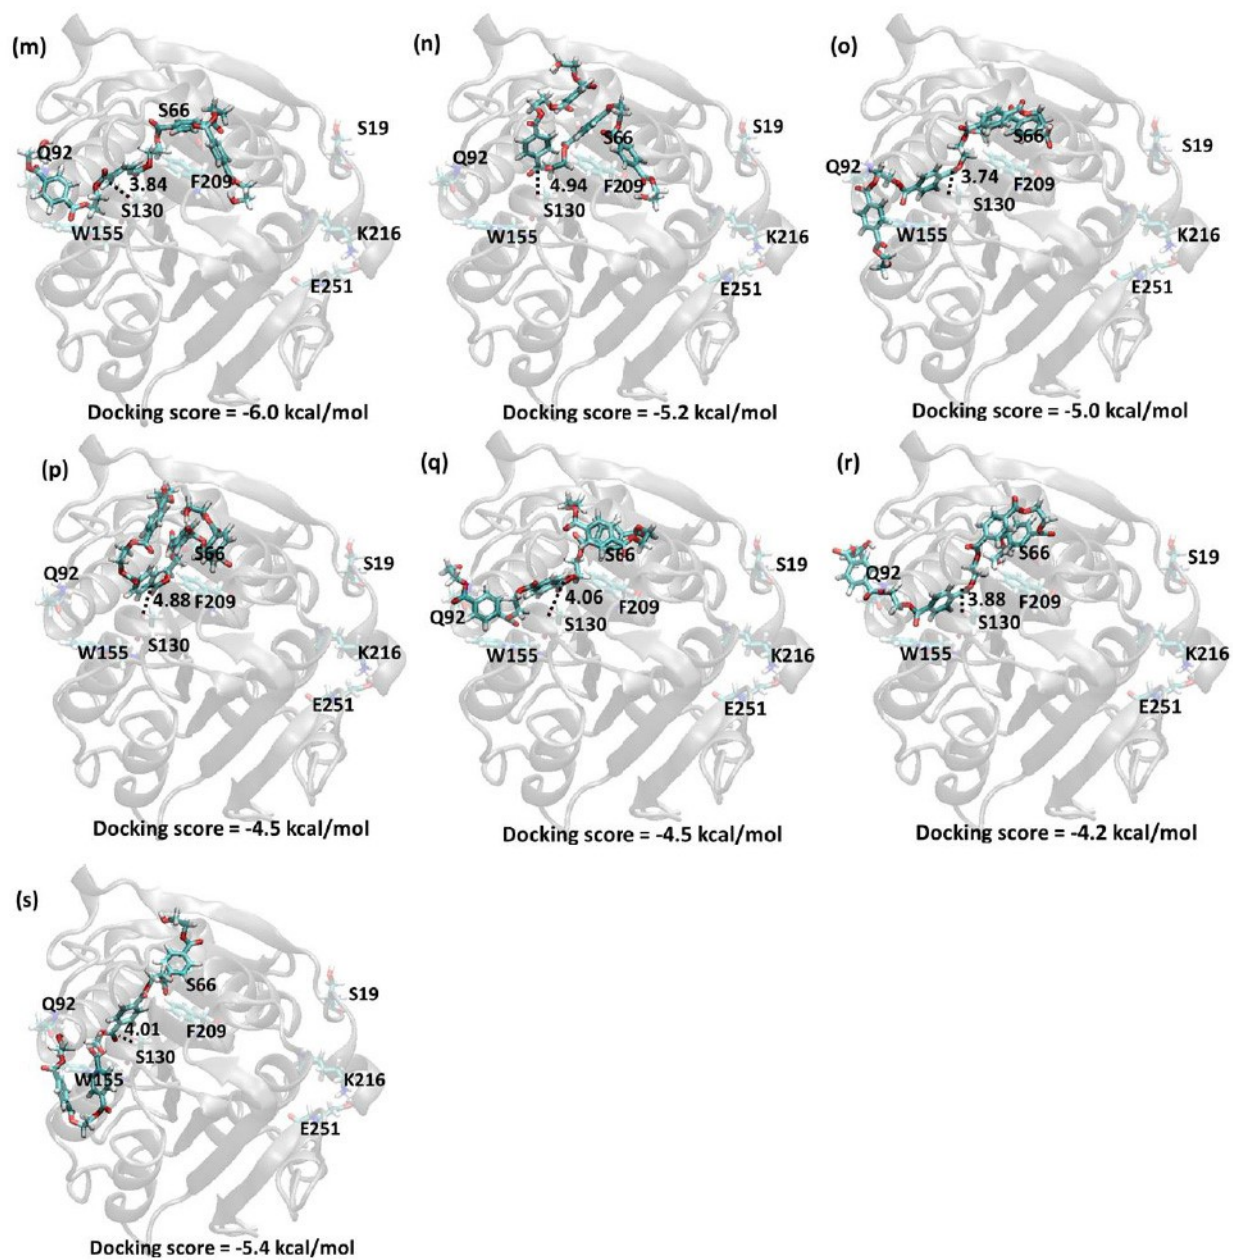 (m)
S66
S19
Q92
3.84
F209
S130
W155
K216
E251
Docking score = -6.0 kcal/mol
(n)
S66
S19
Q92
4.94
F209
S130
W155
K216
E251
Docking score = -5.2 kcal/mol
(o)
S66
S19
Q92
3.74
F209
S130
W155
K216
E251
Docking score = -5.0 kcal/mol
(p)
S66
S19
Q92
4.88
F209
S130
W155
K216
E251
Docking score = -4.5 kcal/mol
(q)
S66
S19
Q92
4.06
F209
S130
W155
K216
E251
Docking score = -4.5 kcal/mol
(r)
S66
S19
Q92
3.88
F209
S130
W155
K216
E251
Docking score = -4.2 kcal/mol
(s)
S66
S19
Q92
4.01
F209
S130
W155
K216
E251
Docking score = -5.4 kcal/mol